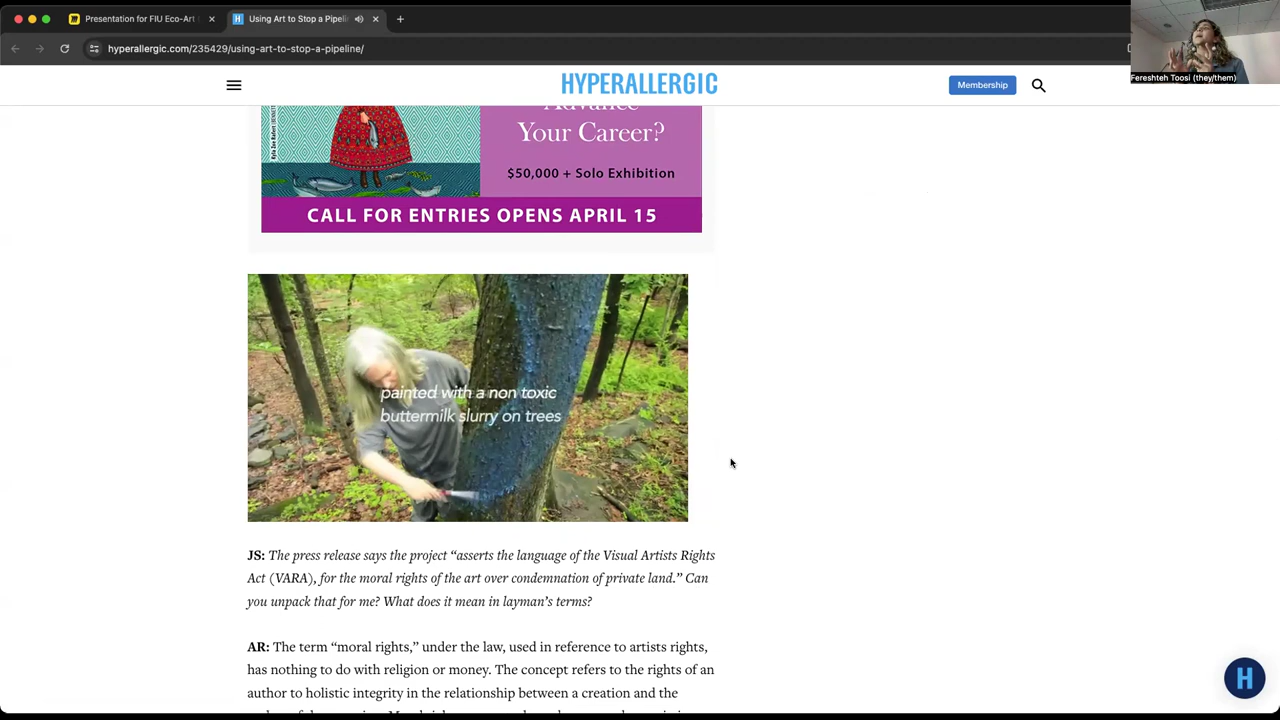 Presentation for FIU Eco-Art
Using Art to Stop a Pipelin
hyperallergic.com/235429/using-art-to-stop-a-pipeline/
Fereshteh Toosi (they/them)
HYPERALLERGIC
Membership
Advance
Your Career?
$50,000 + Solo Exhibition
CALL FOR ENTRIES OPENS APRIL 15
painted with a non toxic
buttermilk slurry on trees
JS: The press release says the project “asserts the language of the Visual Artists Rights
Act (VARA), for the moral rights of the art over condemnation of private land.” Can
you unpack that for me? What does it mean in layman’s terms?
AR: The term “moral rights,” under the law, used in reference to artists rights,
has nothing to do with religion or money. The concept refers to the rights of an
author to holistic integrity in the relationship between a creation and the
H